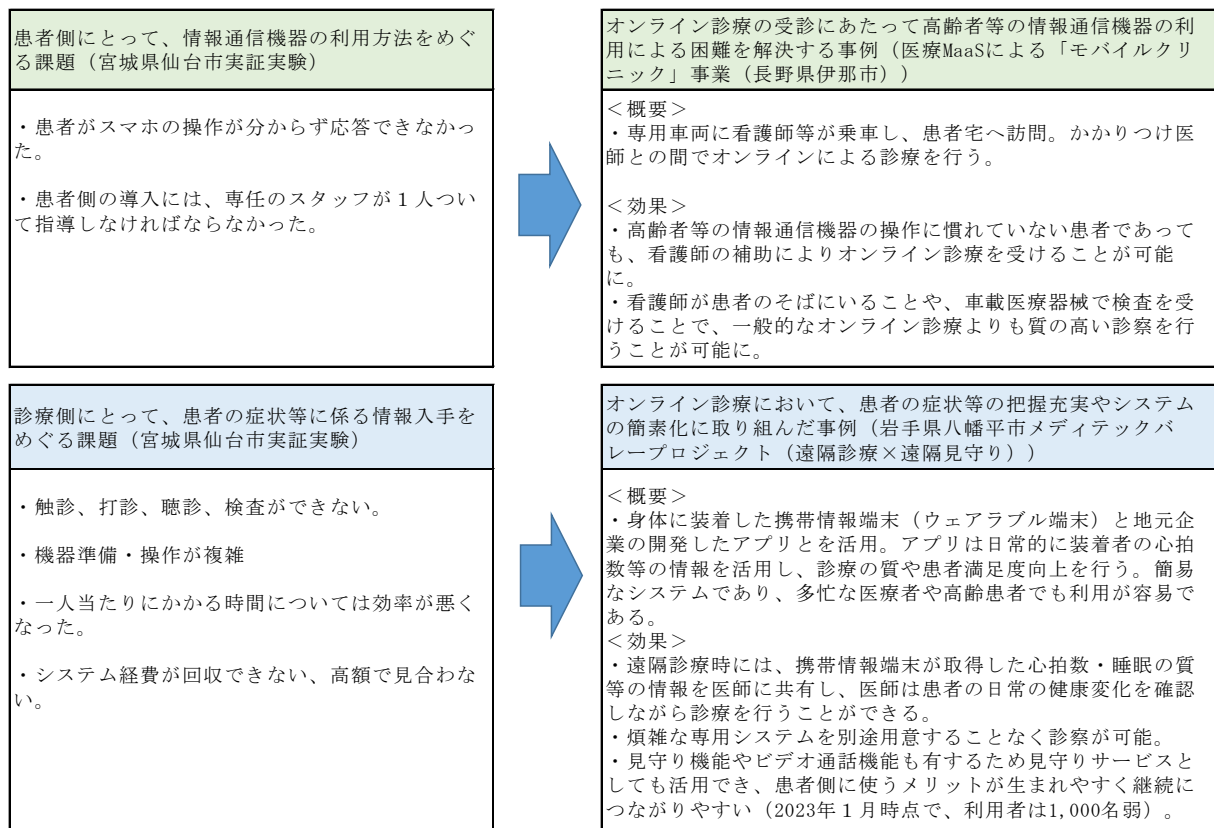 患者側にとって、情報通信機器の利用方法をめぐ
る課題（宮城県仙台市実証実験）
・患者がスマホの操作が分からず応答できなかっ
た。
・患者側の導入には、専任のスタッフが１人つい
て指導しなければならなかった。
オンライン診療の受診にあたって高齢者等の情報通信機器の利
用による困難を解決する事例（医療MaaSによる「モバイルクリ
ニック」事業（長野県伊那市））
＜概要＞
・専用車両に看護師等が乗車し、患者宅へ訪問。かかりつけ医
師との間でオンラインによる診療を行う。
＜効果＞
・高齢者等の情報通信機器の操作に慣れていない患者であって
も、看護師の補助によりオンライン診療を受けることが可能
に。
・看護師が患者のそばにいることや、車載医療器械で検査を受
けることで、一般的なオンライン診療よりも質の高い診察を行
うことが可能に。
診療側にとって、患者の症状等に係る情報入手を
めぐる課題（宮城県仙台市実証実験）
・触診、打診、聴診、検査ができない。
・機器準備・操作が複雑
・一人当たりにかかる時間については効率が悪く
なった。
・システム経費が回収できない、高額で見合わな
い。
オンライン診療において、患者の症状等の把握充実やシステム
の簡素化に取り組んだ事例（岩手県八幡平市メディテックバ
レープロジェクト（遠隔診療×遠隔見守り））
＜概要＞
・身体に装着した携帯情報端末（ウェアラブル端末）と地元企
業の開発したアプリとを活用。アプリは日常的に装着者の心拍
数等の情報を活用し、診療の質や患者満足度向上を行う。簡易
なシステムであり、多忙な医療者や高齢患者でも利用が容易で
ある。
＜効果＞
・遠隔診療時には、携帯情報端末が取得した心拍数・睡眠の質
等の情報を医師に共有し、医師は患者の日常の健康変化を確認
しながら診療を行うことができる。
・煩雑な専用システムを別途用意することなく診察が可能。
・見守り機能やビデオ通話機能も有するため見守りサービスと
しても活用でき、患者側に使うメリットが生まれやすく継続に
つながりやすい（2023年１月時点で、利用者は1,000名弱）。